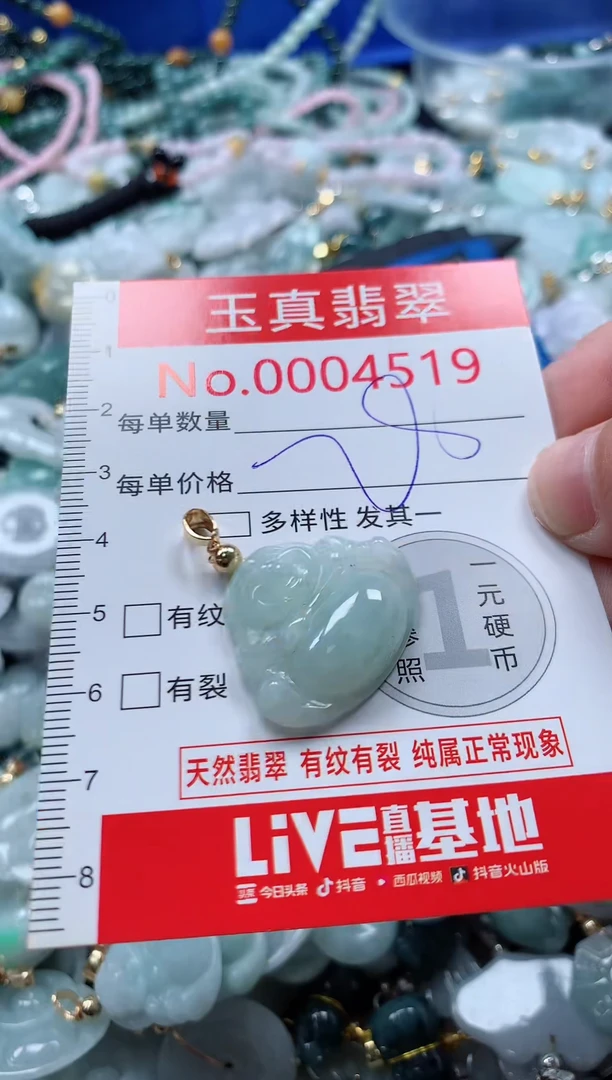 玉真翡翠
No.0004519
0
1
2
3
4
5
6
7
8
每单数量
每单价格
多样性 发其一
有纹
有裂
1
一元硬币
参照
天然翡翠 有纹有裂 纯属正常现象
LiVE直播基地
头条 今日头条 抖音 西瓜视频 抖音火山版